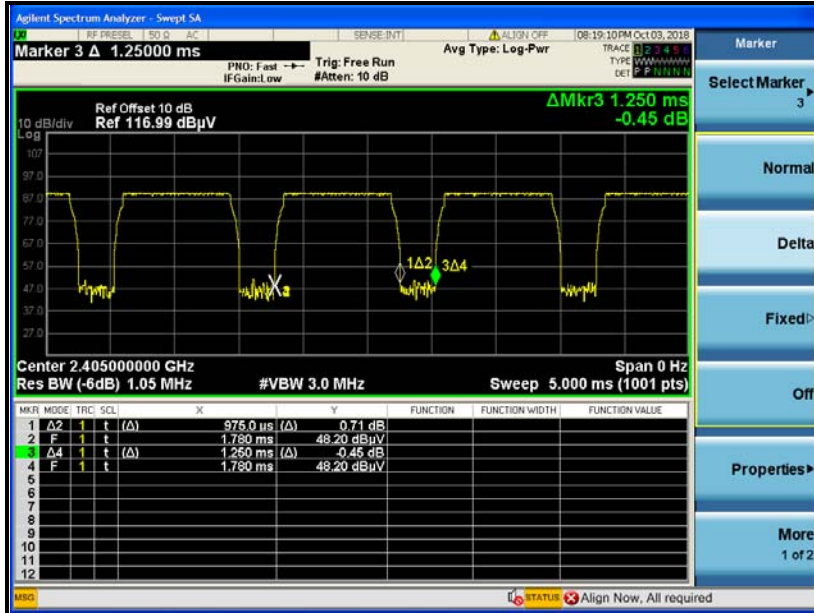 Agilent Spectrum Analyzer - Swept SA
LXI RF PRESEL 50 Ω AC SENSE:INT ALIGN OFF 08:19:10 PM Oct 03, 2018
Marker 3 Δ 1.25000 ms
PNO: Fast
IFGain:Low
Trig: Free Run
#Atten: 10 dB
Avg Type: Log-Pwr
TRACE 1 2 3 4 5 6
TYPE WWWWWW
DET P P N N N N
Marker
Select Marker
3
Normal
Delta
Fixed
Off
Properties
More
1 of 2
ΔMkr3 1.250 ms
-0.45 dB
Ref Offset 10 dB
10 dB/div Ref 116.99 dBµV
Log
107
97.0
87.0
77.0
67.0
57.0
47.0
37.0
27.0
1Δ2
3Δ4
Center 2.405000000 GHz Span 0 Hz
Res BW (-6dB) 1.05 MHz #VBW 3.0 MHz Sweep 5.000 ms (1001 pts)
MKR MODE TRC SCL X Y FUNCTION FUNCTION WIDTH FUNCTION VALUE
1 Δ2 1 t (Δ) 975.0 µs (Δ) 0.71 dB
2 F 1 t 1.780 ms 48.20 dBµV
3 Δ4 1 t (Δ) 1.250 ms (Δ) -0.45 dB
4 F 1 t 1.780 ms 48.20 dBµV
5
6
7
8
9
10
11
12
MSG STATUS Align Now, All required